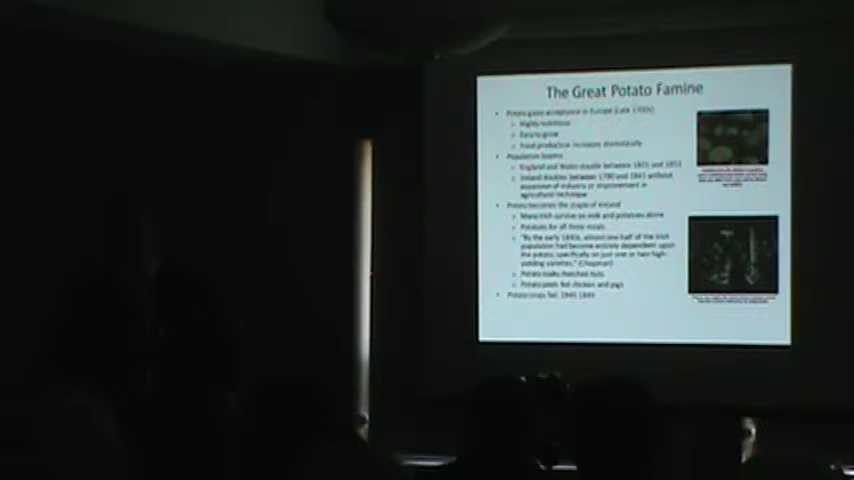 The Great Potato Famine
Potato gains acceptance in Europe (Late 1700s)
Highly nutritious
Easy to grow
Food production increases dramatically
Population booms
England and Wales double between 1801 and 1851
Ireland doubles between 1780 and 1841 without
expansion of industry or improvement in
agricultural technique
Potato becomes the staple of Ireland
Many Irish survive on milk and potatoes alone
Potatoes for all three meals
"By the early 1840s, almost one-half of the Irish
population had become entirely dependent upon
the potato, specifically on just one or two high-
yielding varieties." (Chapman)
Potato stalks thatched huts
Potato peels fed chicken and pigs
Potato crops fail: 1845-1849